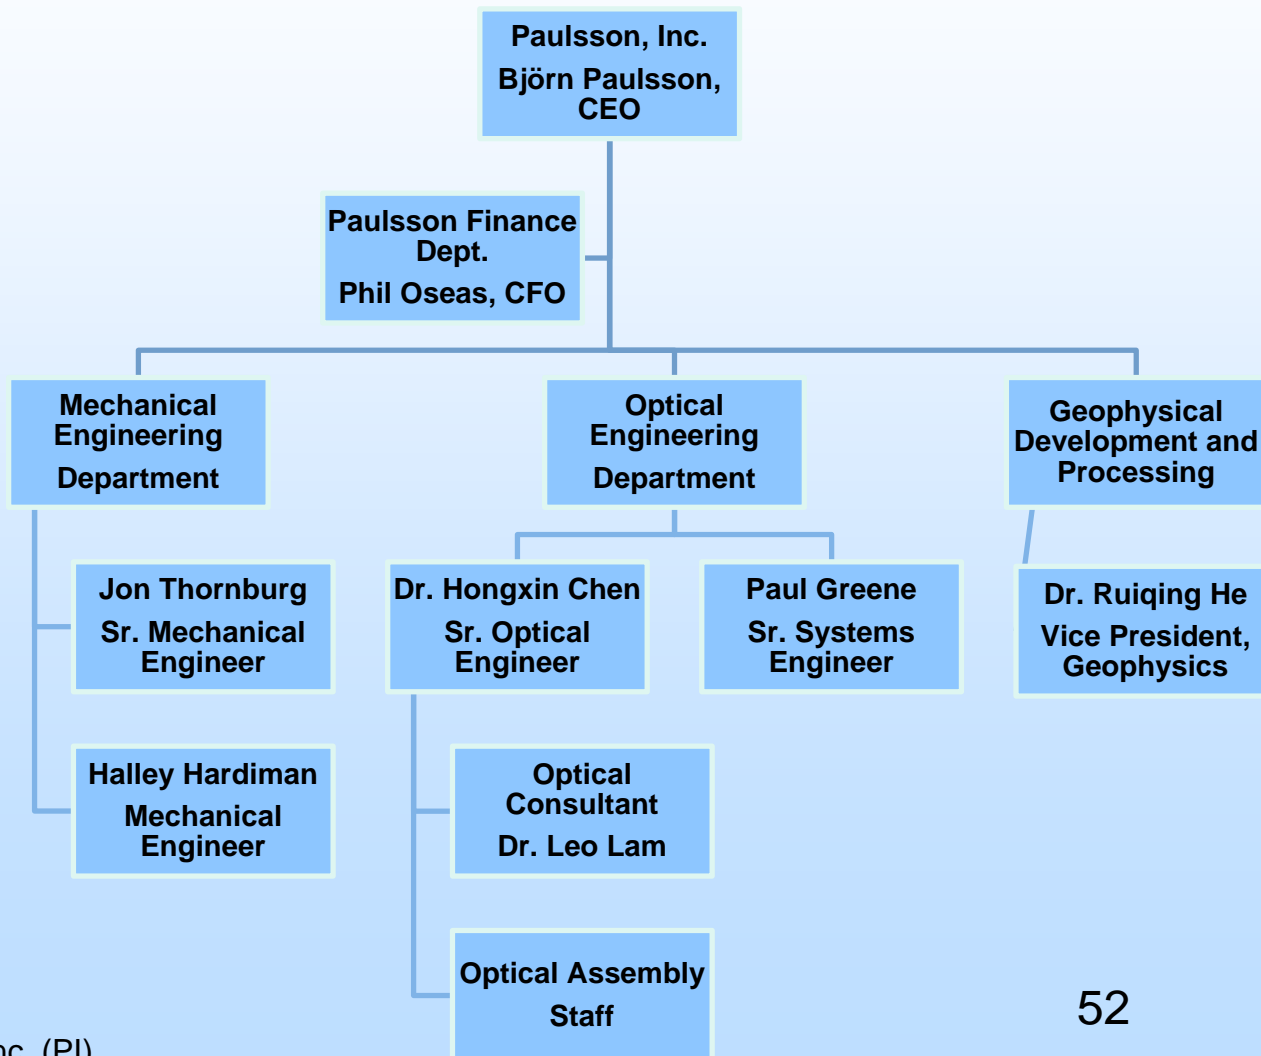 Paulsson, Inc.
Björn Paulsson,
CEO
Paulsson Finance
Dept.
Phil Oseas, CFO
Mechanical
Engineering
Department
Optical
Engineering
Department
Geophysical
Development and
Processing
Jon Thornburg
Sr. Mechanical
Engineer
Dr. Hongxin Chen
Sr. Optical
Engineer
Paul Greene
Sr. Systems
Engineer
Dr. Ruiqing He
Vice President,
Geophysics
Halley Hardiman
Mechanical
Engineer
Optical
Consultant
Dr. Leo Lam
Optical Assembly
Staff
52
(PI)